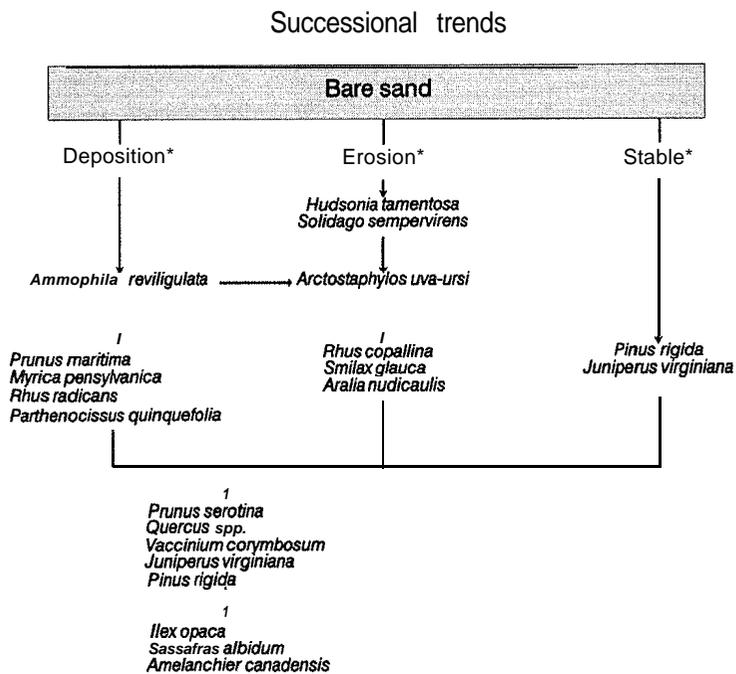 Successional trends
Bare sand
Deposition*
Erosion*
Stable*
Hudsonia tamentosa
Solidago sempervirens
Ammophila reviligulata
Arctostaphylos uva-ursi
I
Prunus maritima
Myrica pensylvanica
Rhus radicans
Parthenocissus quinquefolia
I
Rhus copallina
Smilax glauca
Aralia nudicaulis
Pinus rigida
Juniperus virginiana
1
Prunus serotina
Quercus spp.
Vaccinium corymbosum
Juniperus virginiana
Pinus rigida
1
Ilex opaca
Sassafras albidum
Amelanchier canadensis